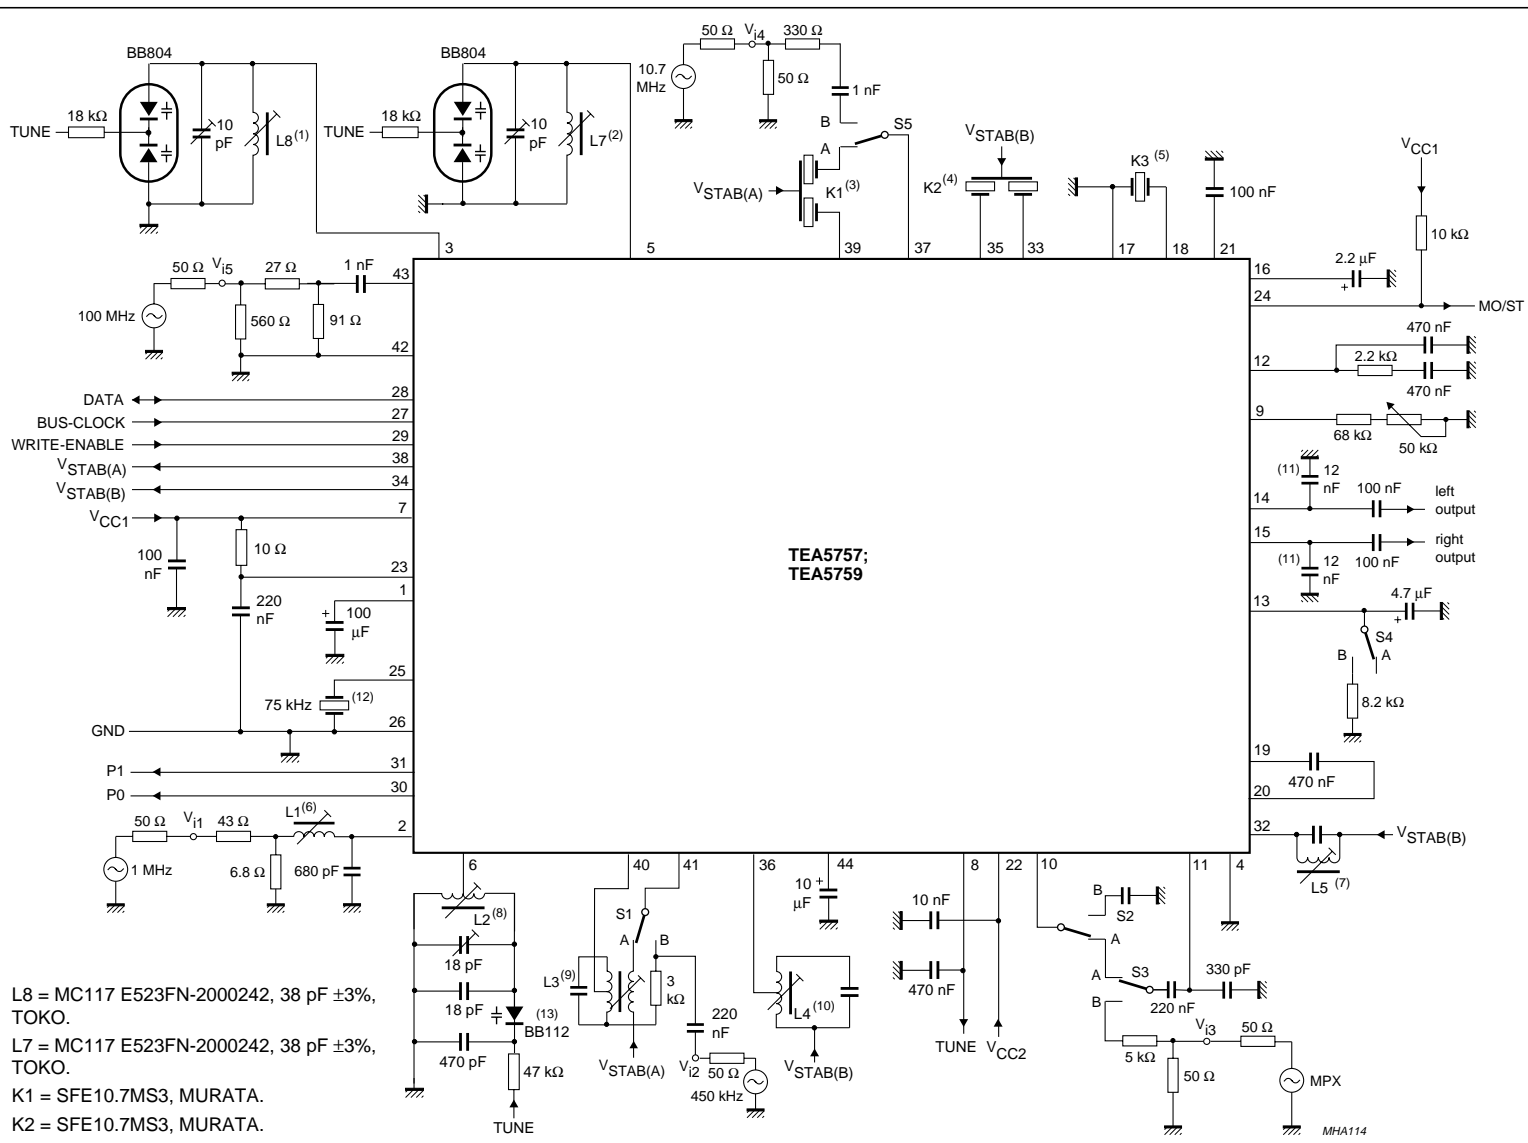 BB804
BB804
50 Ω
Vi4
330 Ω
10.7
MHz
50 Ω
1 nF
18 kΩ
TUNE
10
pF
L8(1)
18 kΩ
TUNE
10
pF
L7(2)
B
S5
A
VSTAB(A)
K1(3)
VSTAB(B)
K2(4)
K3(5)
100 nF
VCC1
10 kΩ
3
5
39
37
35
33
17
18
21
50 Ω
Vi5
27 Ω
1 nF
43
100 MHz
560 Ω
91 Ω
42
DATA
28
BUS-CLOCK
27
WRITE-ENABLE
29
VSTAB(A)
38
VSTAB(B)
34
VCC1
7
100
nF
10 Ω
23
220
nF
1
+
100
μF
25
75 kHz
(12)
GND
26
P1
31
P0
30
50 Ω
Vi1
43 Ω
L1(6)
2
1 MHz
6.8 Ω
680 pF
TEA5757;
TEA5759
16
2.2 μF
+
24
MO/ST
470 nF
12
2.2 kΩ
470 nF
9
68 kΩ
50 kΩ
(11)
12
nF
14
100 nF
left
output
15
(11)
12
nF
100 nF
right
output
13
4.7 μF
+
S4
B
A
8.2 kΩ
19
470 nF
20
32
VSTAB(B)
L5(7)
6
40
41
36
44
8
22
10
11
4
L2(8)
18 pF
18 pF
(13)
BB112
470 pF
47 kΩ
TUNE
S1
A
B
L3(9)
3
kΩ
VSTAB(A)
220
nF
Vi2
50 Ω
450 kHz
10
μF
+
L4(10)
VSTAB(B)
10 nF
470 nF
TUNE
VCC2
B
S2
A
A
S3
B
220 nF
330 pF
5 kΩ
Vi3
50 Ω
50 Ω
MPX
L8 = MC117 E523FN-2000242, 38 pF ±3%,
TOKO.
L7 = MC117 E523FN-2000242, 38 pF ±3%,
TOKO.
K1 = SFE10.7MS3, MURATA.
K2 = SFE10.7MS3, MURATA.
MHA114